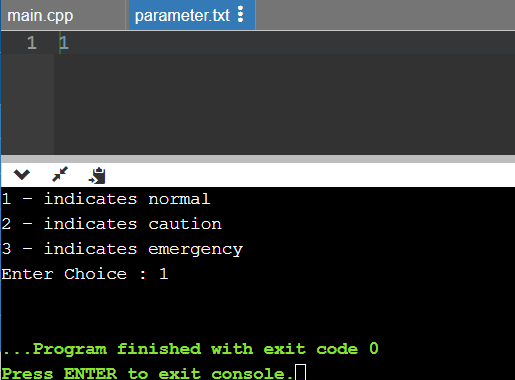 main.cpp
parameter.txt
1 1
1 - indicates normal
2 - indicates caution
3 - indicates emergency
Enter Choice : 1
...Program finished with exit code 0
Press ENTER to exit console.